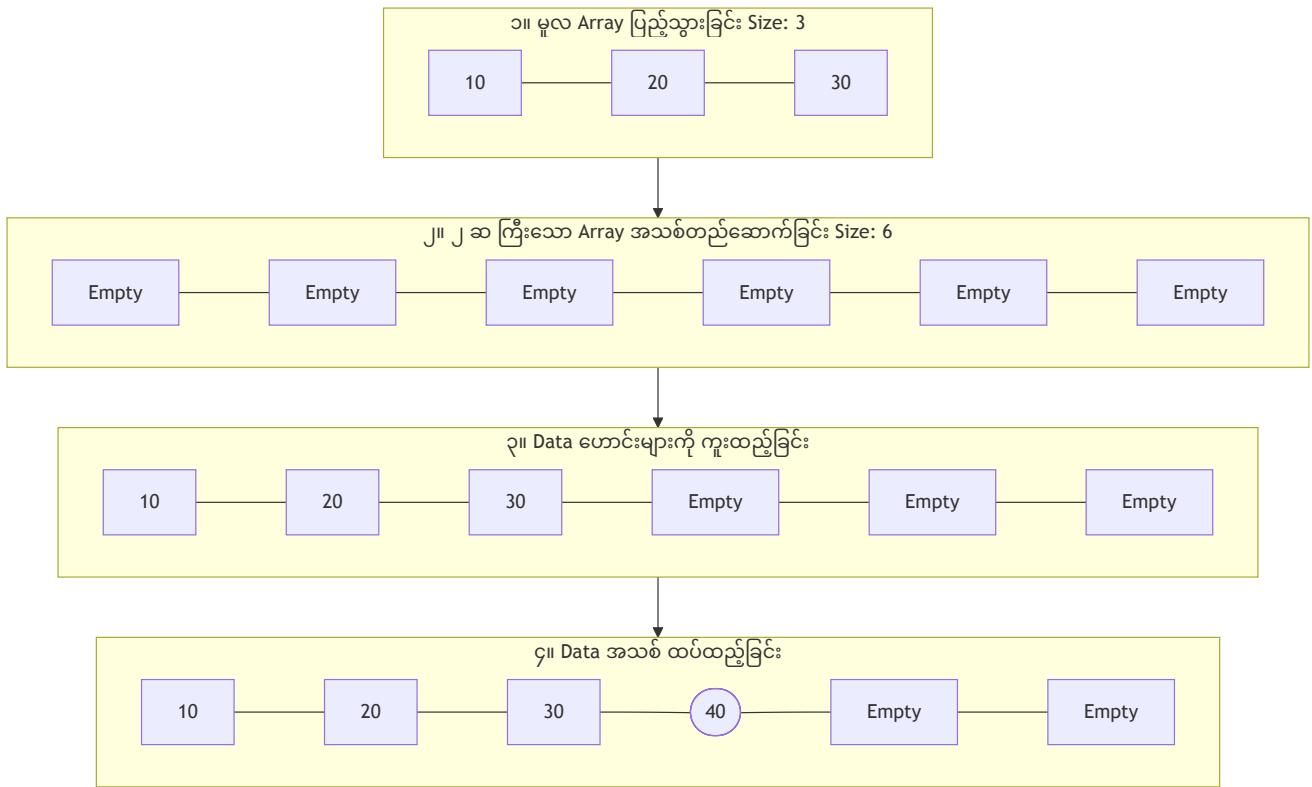 ၁။ မူလ Array ပြည့်သွားခြင်း Size: 3
10 20 30
၂။ ၂ ဆ ကြီးသော Array အသစ်တည်ဆောက်ခြင်း Size: 6
Empty Empty Empty Empty Empty Empty
၃။ Data ဟောင်းများကို ကူးထည့်ခြင်း
10 20 30 Empty Empty Empty
၄။ Data အသစ် ထပ်ထည့်ခြင်း
10 20 30 40 Empty Empty